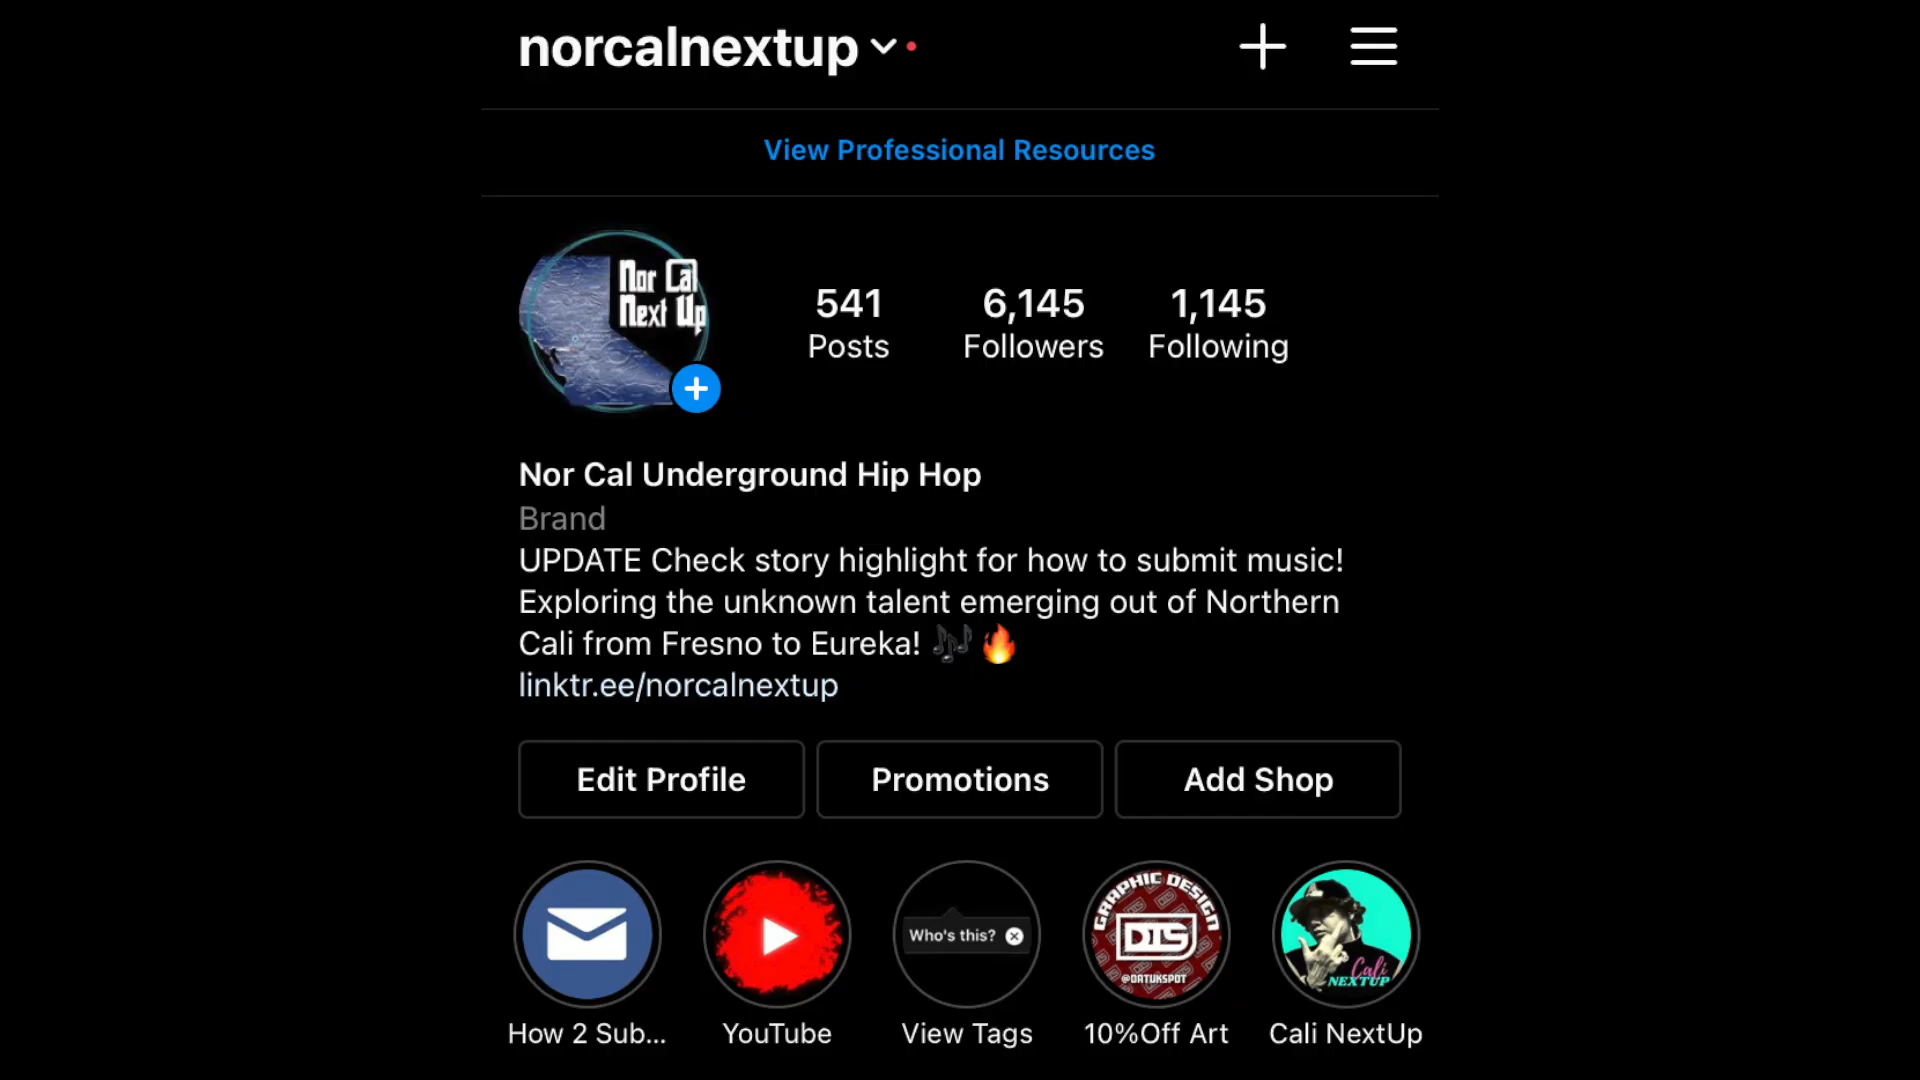 norcalnextup
View Professional Resources
Nor Cal
Next Up
541
Posts
6,145
Followers
1,145
Following
Nor Cal Underground Hip Hop
Brand
UPDATE Check story highlight for how to submit music!
Exploring the unknown talent emerging out of Northern
Cali from Fresno to Eureka! 🎶 🔥
linktr.ee/norcalnextup
Edit Profile
Promotions
Add Shop
Who's this?
GRAPHIC DESIGN
DTS
@DRTUKSPOT
Cali
NEXTUP
How 2 Sub...
YouTube
View Tags
10%Off Art
Cali NextUp